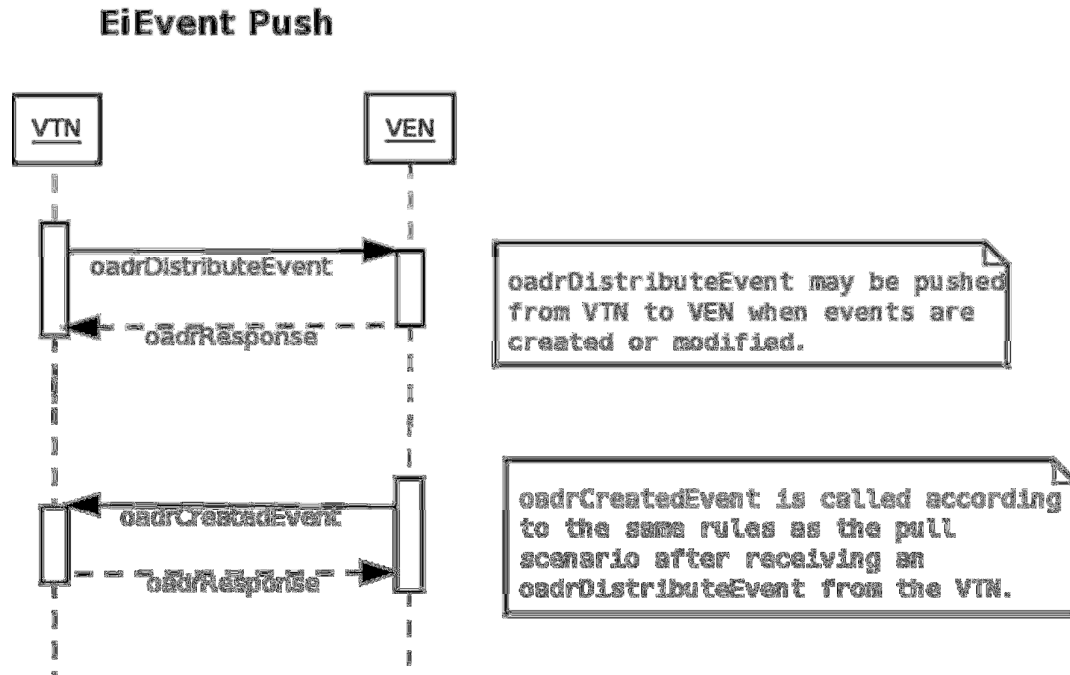 EiEvent Push
VTN
VEN
oadrDistributeEvent
oadrResponse
oadrDistributeEvent may be pushed
from VTN to VEN when events are
created or modified.
oadrCreatedEvent
oadrResponse
oadrCreatedEvent is called according
to the same rules as the pull
scenario after receiving an
oadrDistributeEvent from the VTN.